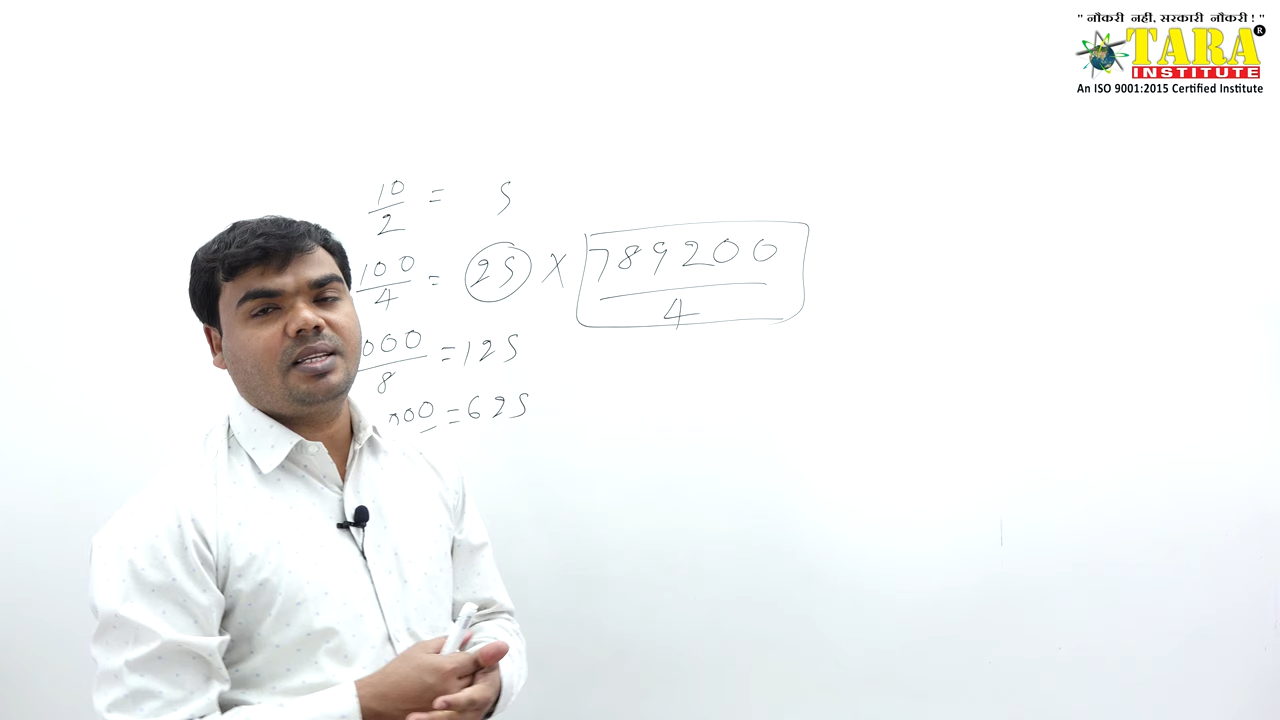 " नौकरी नहीं, सरकारी नौकरी ! "
TARA ®
INSTITUTE
An ISO 9001:2015 Certified Institute
10/2 = 5
100/4 = 25 × 789200/4
000/8 = 125
00 = 625